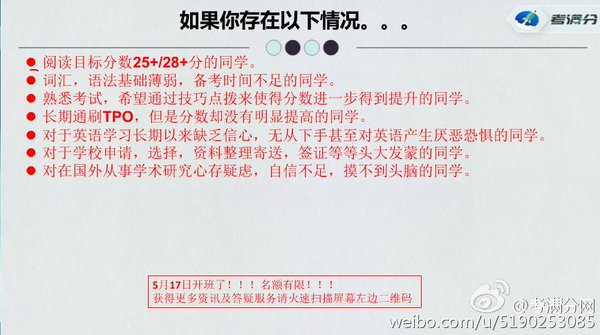 如果你存在以下情况。。。
考满分
阅读目标分数25+/28+分的同学。
词汇，语法基础薄弱，备考时间不足的同学。
熟悉考试，希望通过技巧点拨来使得分数进一步得到提升的同学。
长期通刷TPO，但是分数却没有明显提高的同学。
对于英语学习长期以来缺乏信心，无从下手甚至对英语产生厌恶恐惧的同学。
对于学校申请，选择，资料整理寄送，签证等等头大发蒙的同学。
对在国外从事学术研究心存疑虑，自信不足，摸不到头脑的同学。
5月17日开班了！！！名额有限！！！
获得更多资讯及答疑服务请火速扫描屏幕左边二维码
@考满分网
weibo.com/u/5190253085